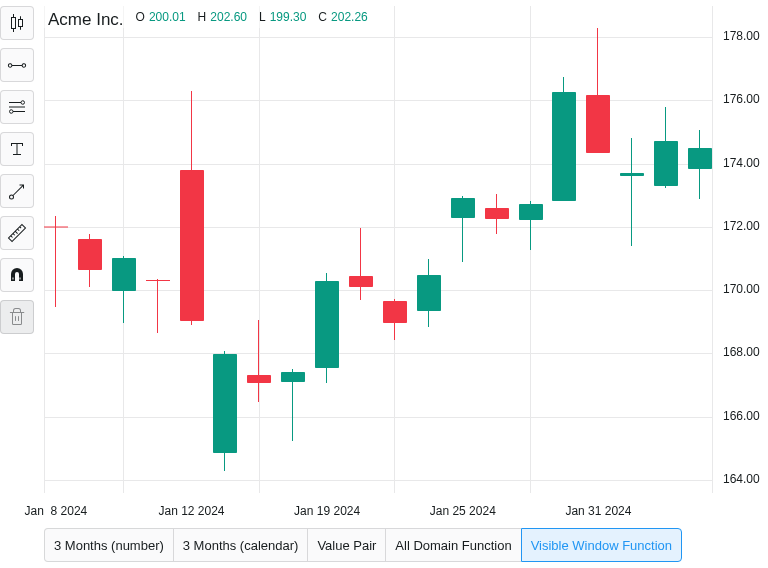 Acme Inc. O 200.01 H 202.60 L 199.30 C 202.26
178.00
176.00
174.00
172.00
170.00
168.00
166.00
164.00
Jan 8 2024 Jan 12 2024 Jan 19 2024 Jan 25 2024 Jan 31 2024
3 Months (number) 3 Months (calendar) Value Pair All Domain Function Visible Window Function